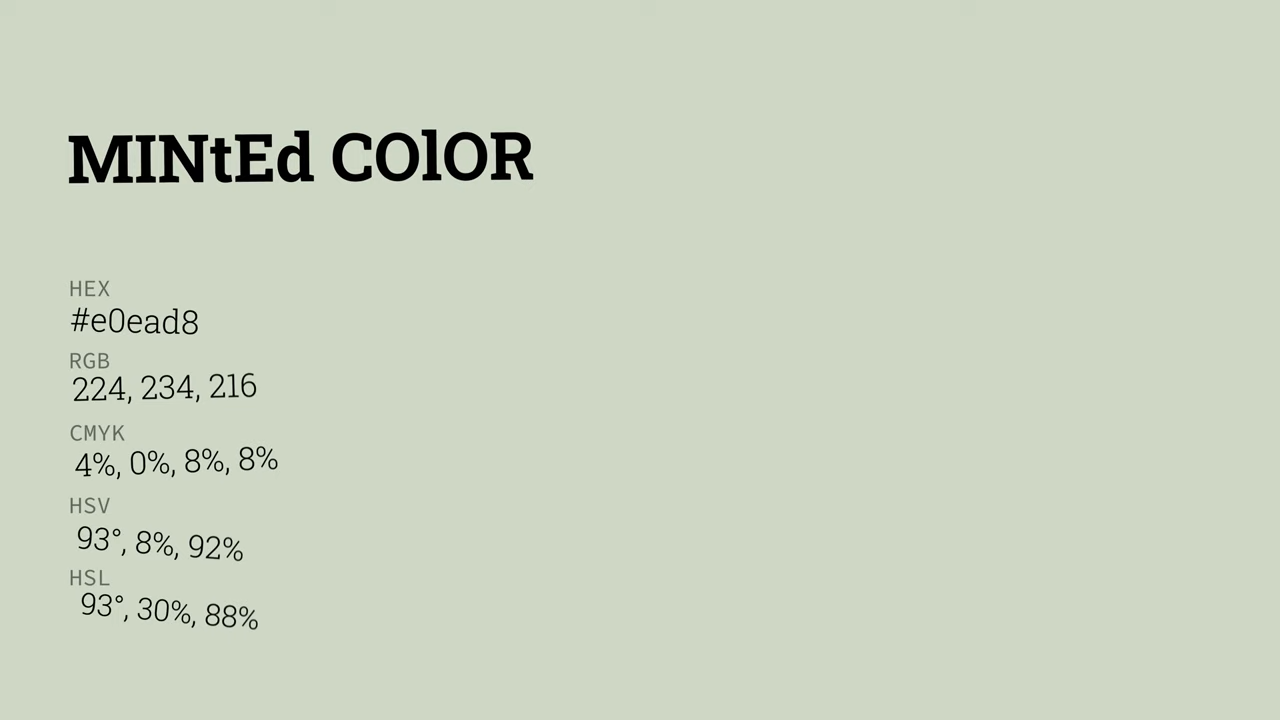 MINtEd COlOR
HEX
#e0ead8
RGB
224, 234, 216
CMYK
4%, 0%, 8%, 8%
HSV
93°, 8%, 92%
HSL
93°, 30%, 88%